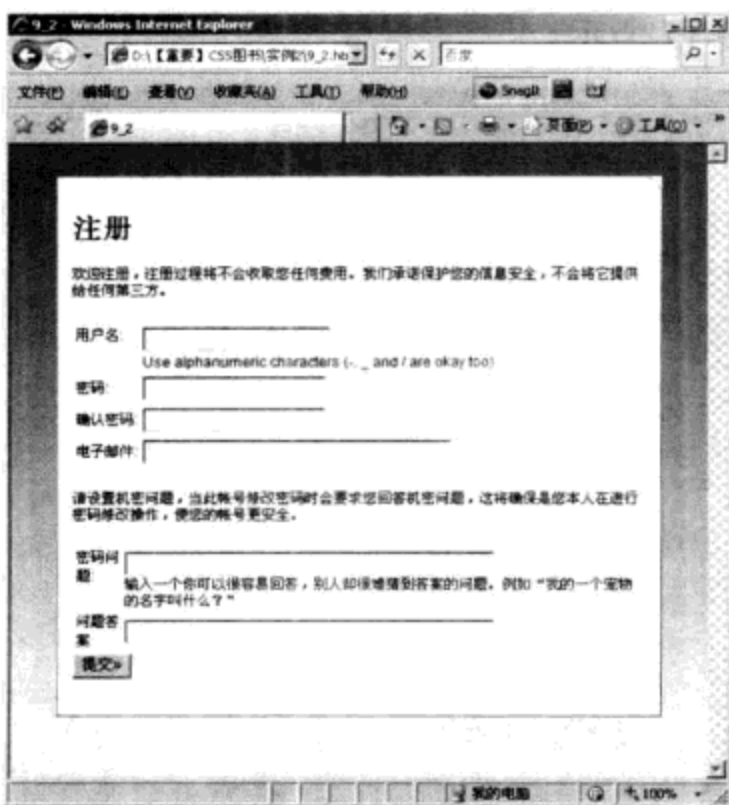 9_2 - Windows Internet Explorer
D:\【重要】CSS图书\实例2\9_2.ht
百度
文件(F) 编辑(E) 查看(V) 收藏夹(A) 工具(T) 帮助(H) SnagIt
9_2 页面(P) 工具(O)
注册
欢迎注册，注册过程将不会收取您任何费用。我们承诺保护您的信息安全，不会将它提供
给任何第三方。
用户名:
Use alphanumeric characters (-, _ and / are okay too)
密码:
确认密码:
电子邮件:
请设置机密问题，当此帐号修改密码时会要求您回答机密问题，这将确保是您本人在进行
密码修改操作，使您的帐号更安全。
密码问
题:
输入一个你可以很容易回答，别人却很难猜到答案的问题。例如“我的一个宠物
的名字叫什么？”
问题答
案
提交»
我的电脑 100%